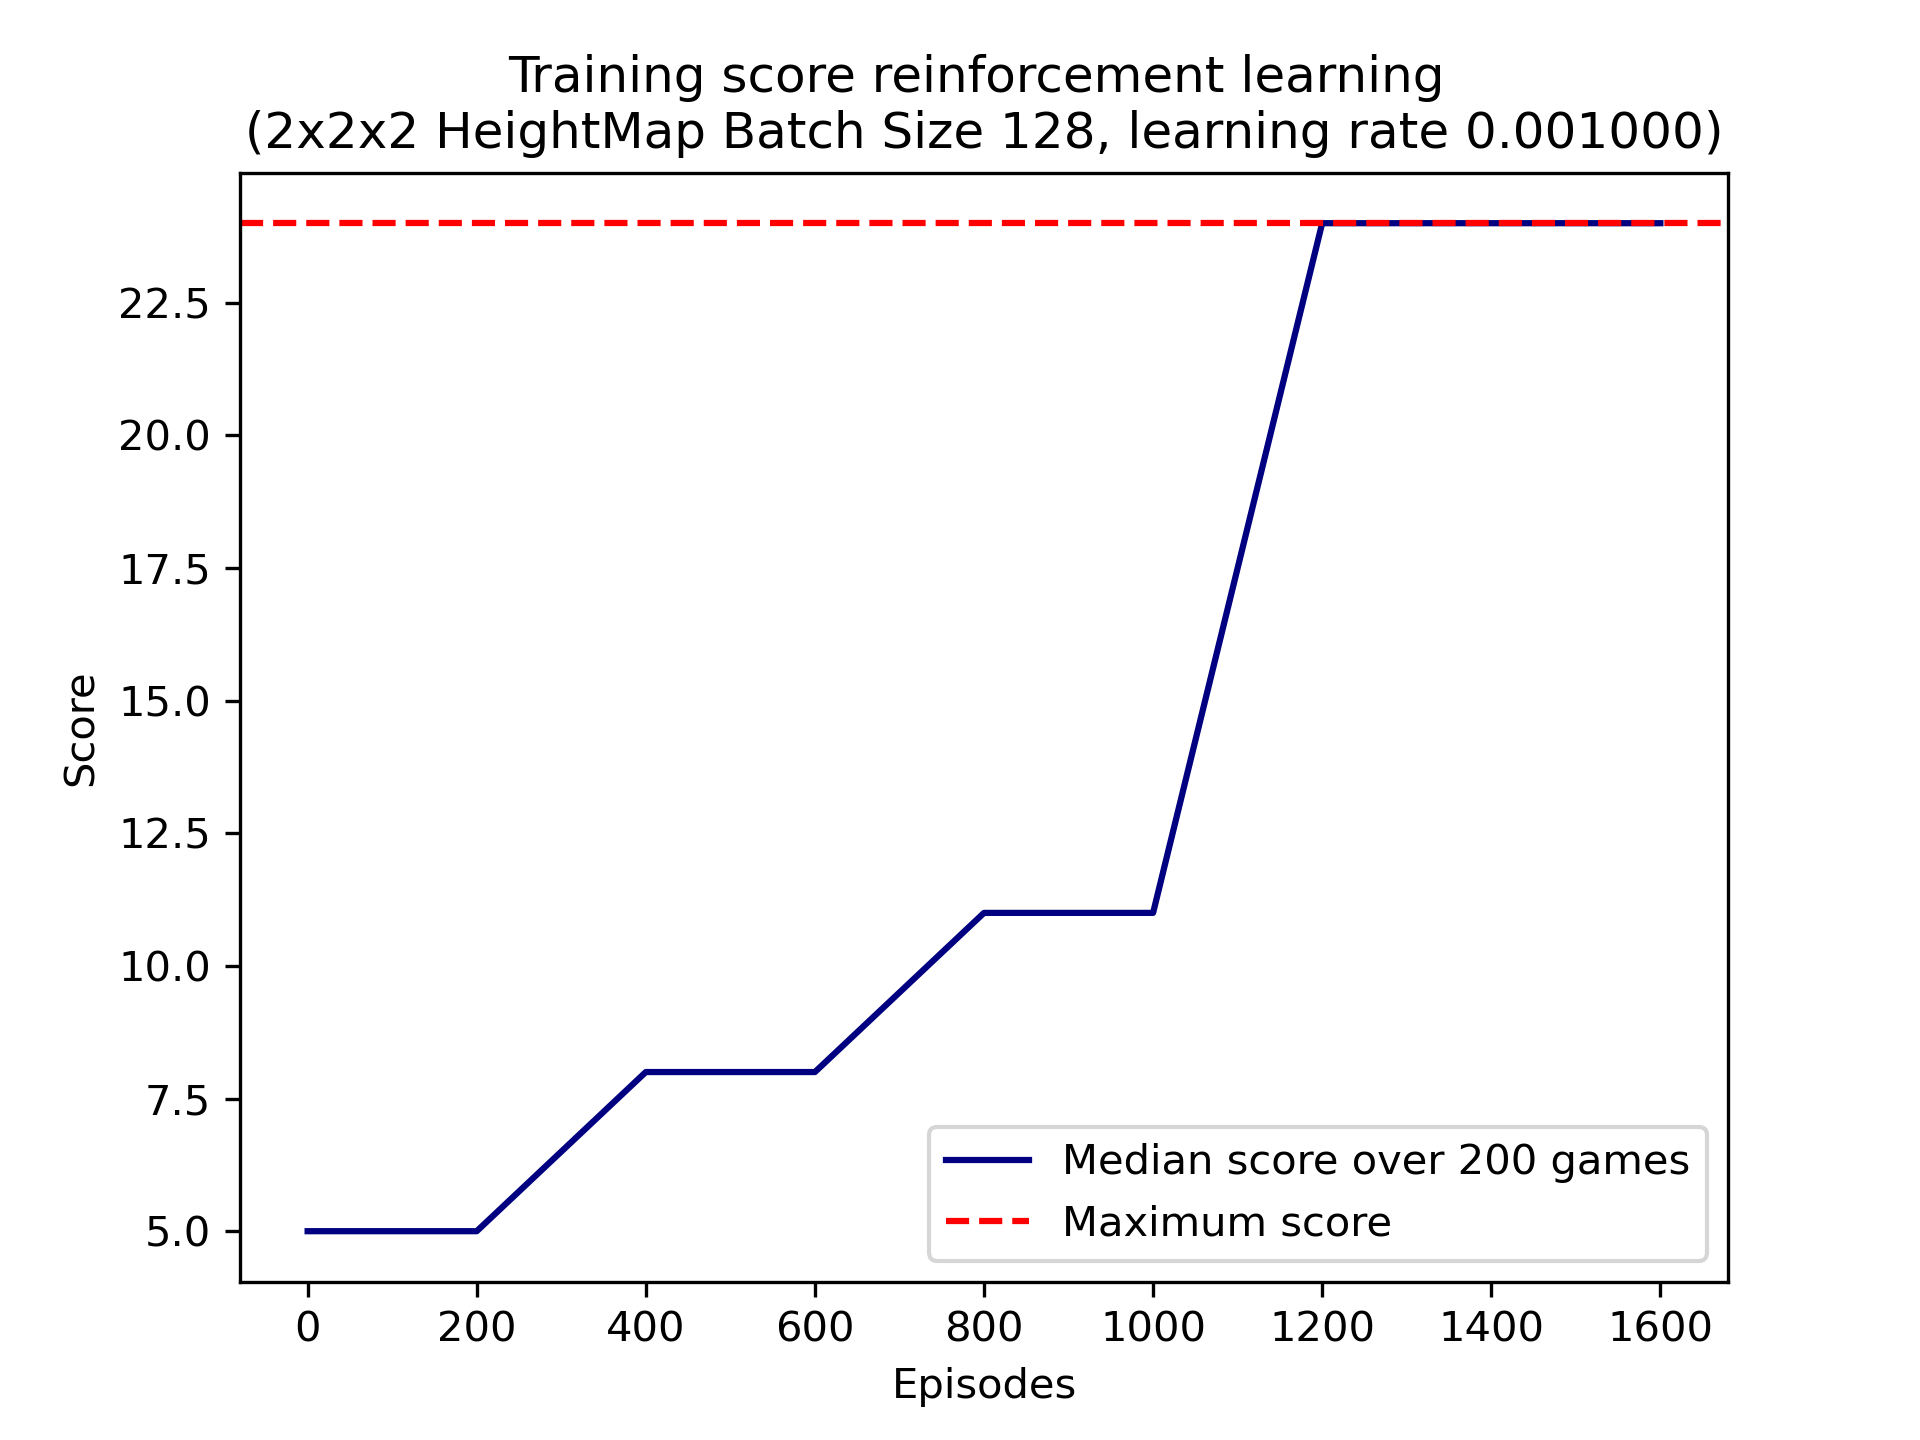 Training score reinforcement learning
(2x2x2 HeightMap Batch Size 128, learning rate 0.001000)
22.5
20.0
17.5
15.0
12.5
10.0
7.5
5.0
Score
Median score over 200 games
Maximum score
0 200 400 600 800 1000 1200 1400 1600
Episodes